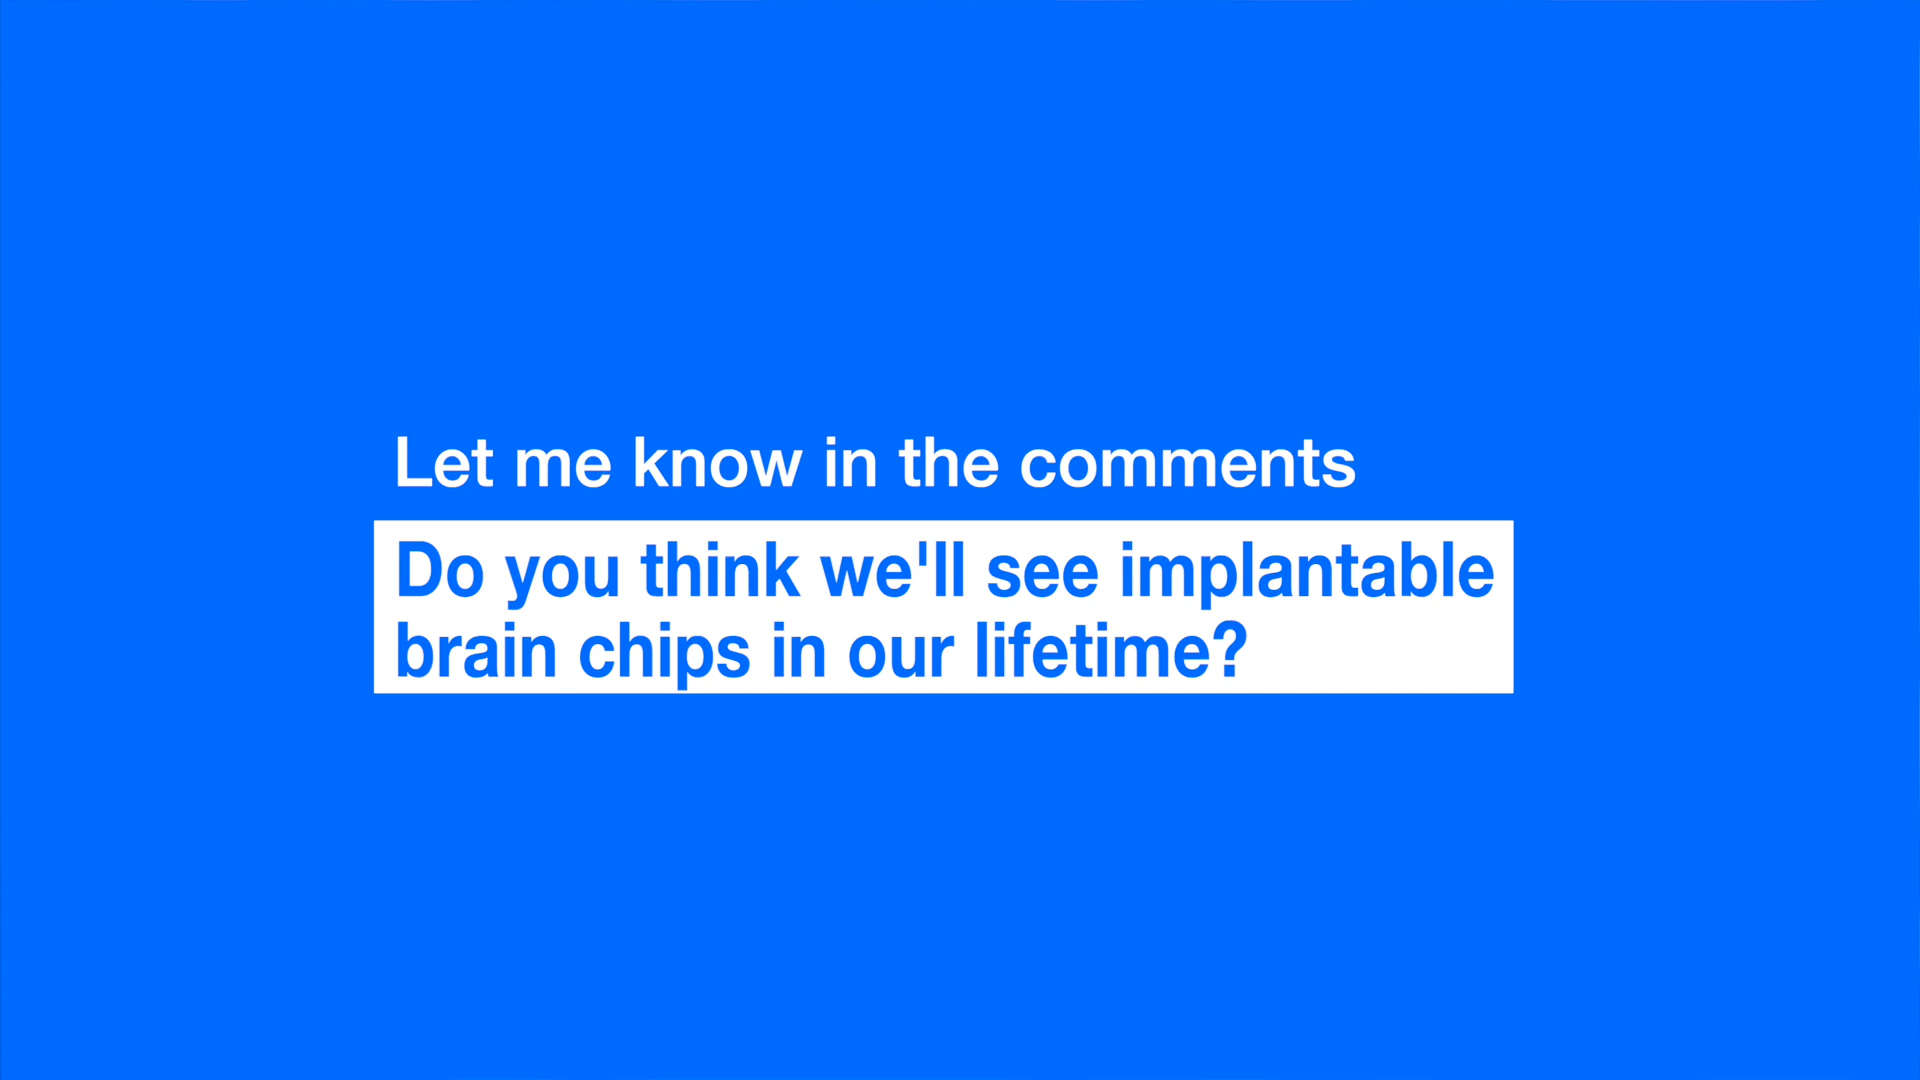 Let me know in the comments
Do you think we'll see implantable
brain chips in our lifetime?